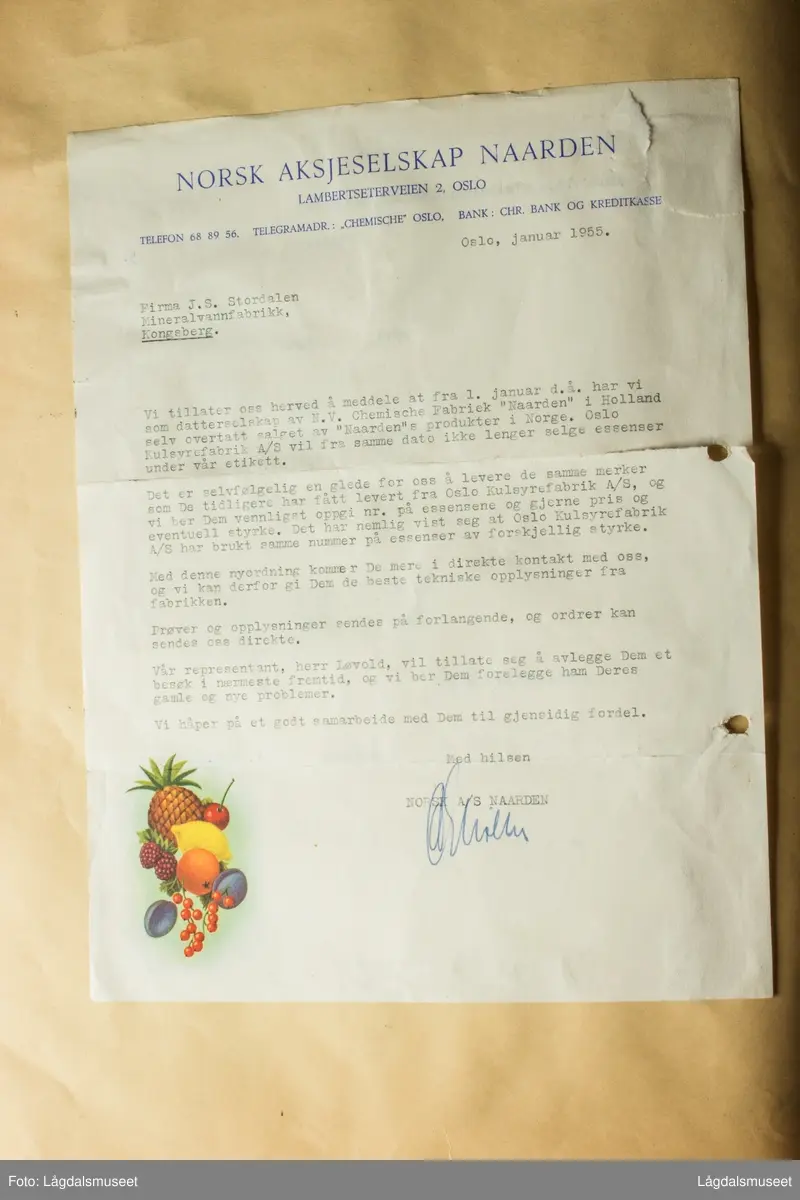 NORSK AKSJESELSKAP NAARDEN
LAMBERTSETERVEIEN 2, OSLO
TELEFON 68 89 56. TELEGRAMADR.: „CHEMISCHE" OSLO. BANK: CHR. BANK OG KREDITKASSE
Oslo, januar 1955.
Firma J.S. Stordalen
Mineralvannfabrikk,
Kongsberg.
Vi tillater oss herved å meddele at fra 1. januar d.å. har vi
som datterselskap av N.V. Chemische Fabriek "Naarden" i Holland
selv overtatt salget av "Naarden"s produkter i Norge. Oslo
Kulsyrefabrik A/S vil fra samme dato ikke lenger selge essenser
under vår etikett.
Det er selvfølgelig en glede for oss å levere de samme merker
som De tidligere har fått levert fra Oslo Kulsyrefabrik A/S, og
vi ber Dem vennligst oppgi nr. på essensene og gjerne pris og
eventuell styrke. Det har nemlig vist seg at Oslo Kulsyrefabrik
A/S har brukt samme nummer på essenser av forskjellig styrke.
Med denne nyordning kommer De mere i direkte kontakt med oss,
og vi kan derfor gi Dem de beste tekniske opplysninger fra
fabrikken.
Prøver og opplysninger sendes på forlangende, og ordrer kan
sendes oss direkte.
Vår representant, herr Løvold, vil tillate seg å avlegge Dem et
besøk i nærmeste fremtid, og vi ber Dem forelegge ham Deres
gamle og nye problemer.
Vi håper på et godt samarbeide med Dem til gjensidig fordel.
Med hilsen
NORSK A/S NAARDEN
Foto: Lågdalsmuseet
Lågdalsmuseet